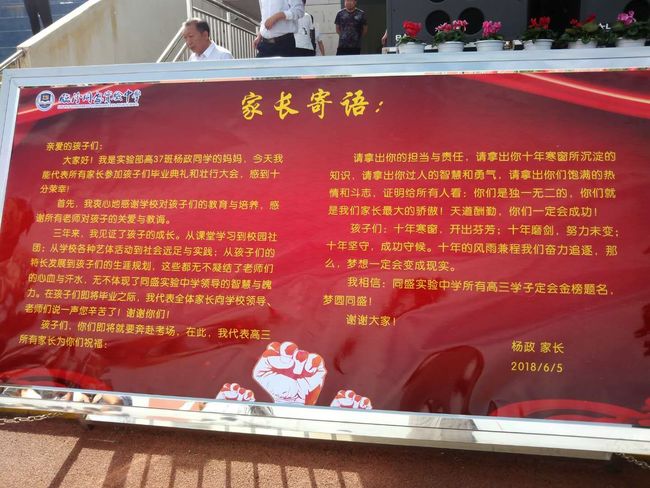 临沂同盛实验中学
家长寄语：
亲爱的孩子们：
大家好！我是实验部高37班杨政同学的妈妈，今天我
能代表所有家长参加孩子们毕业典礼和壮行大会，感到
十分荣幸！
首先，我衷心地感谢学校对孩子们的教育与培养，感
谢所有老师对孩子的关爱与教诲。
三年来，我见证了孩子的成长。从课堂学习到校园社
团；从学校各种艺体活动到社会远足与实践；从孩子们的
特长发展到孩子们的生涯规划，这些都无不凝结了老师们
的心血与汗水，无不体现了同盛实验中学领导的智慧与魄
力。在孩子们即将毕业之际，我代表全体家长向学校领导、
老师们说一声您辛苦了！谢谢你们！
孩子们，你们即将就要奔赴考场，在此，我代表高三
所有家长为你们祝福：
请拿出你的担当与责任，请拿出你十年寒窗所沉淀的
知识，请拿出你过人的智慧和勇气，请拿出你们饱满的热
情和斗志，证明给所有人看：你们是独一无二的，你们就
是我们家长最大的骄傲！天道酬勤，你们一定会成功！
孩子们：十年寒窗，开出芬芳；十年磨剑，努力未变；
十年坚守，成功守候。十年的风雨兼程我们奋力追逐，那
么，梦想一定会变成现实。
我相信：同盛实验中学所有高三学子定会金榜题名，
梦圆同盛！
谢谢大家！
杨政 家长
2018/6/5